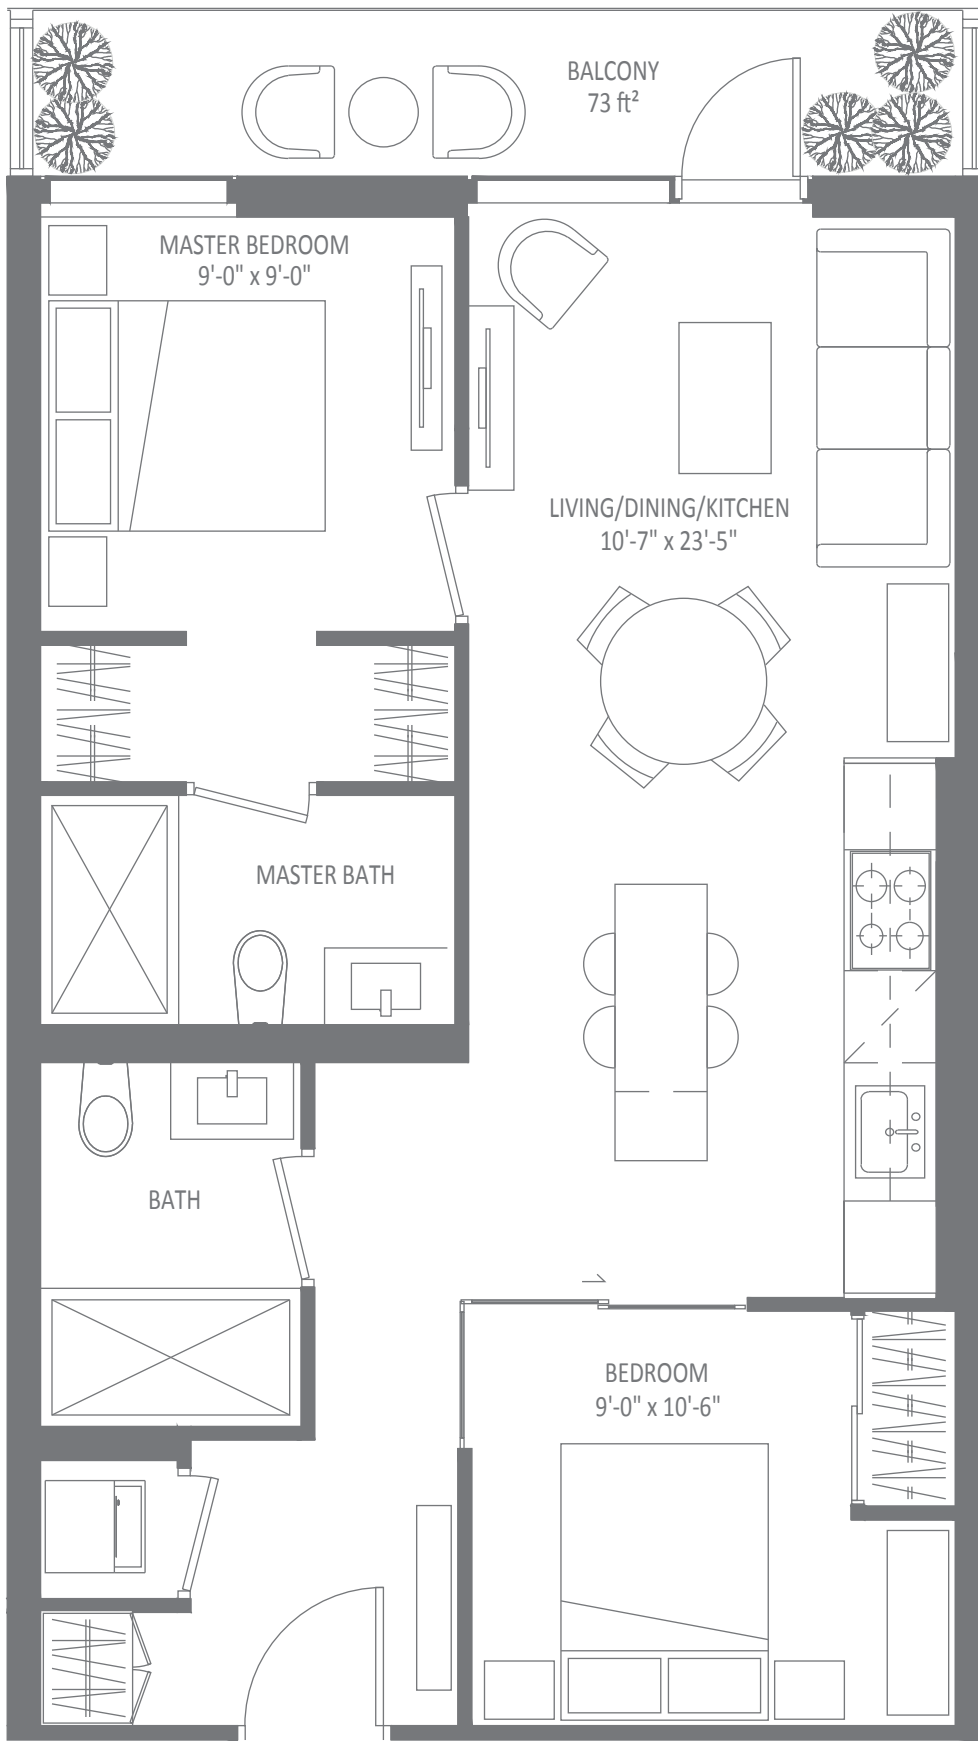 BALCONY
73 ft²
MASTER BEDROOM
9'-0" x 9'-0"
LIVING/DINING/KITCHEN
10'-7" x 23'-5"
MASTER BATH
BATH
BEDROOM
9'-0" x 10'-6"